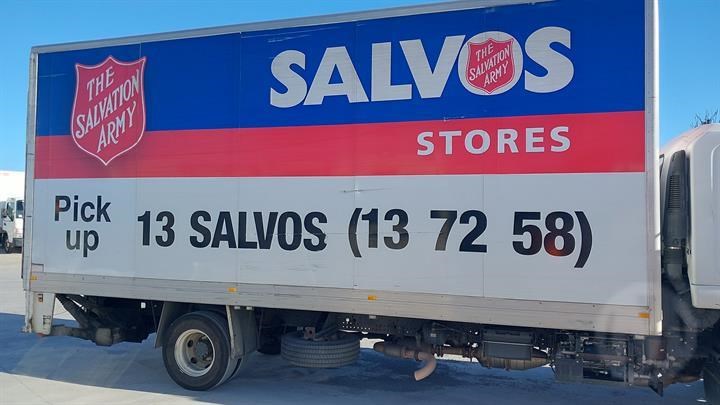 THE
SALVATION
ARMY
SALVOS
THE
SALVATION
ARMY
STORES
Pick
up
13 SALVOS (13 72 58)